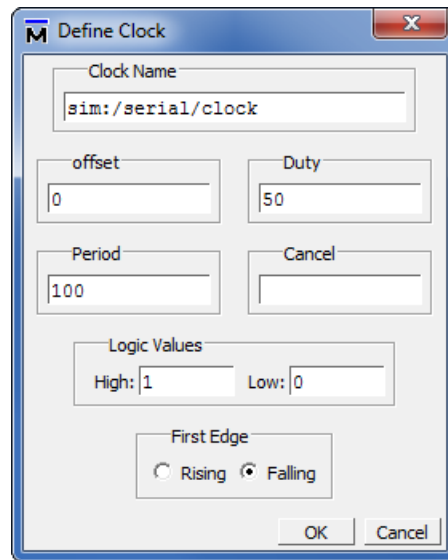 Define Clock
Clock Name
sim:/serial/clock
offset
Duty
0
50
Period
Cancel
100
Logic Values
High: 1 Low: 0
First Edge
Rising Falling
OK Cancel